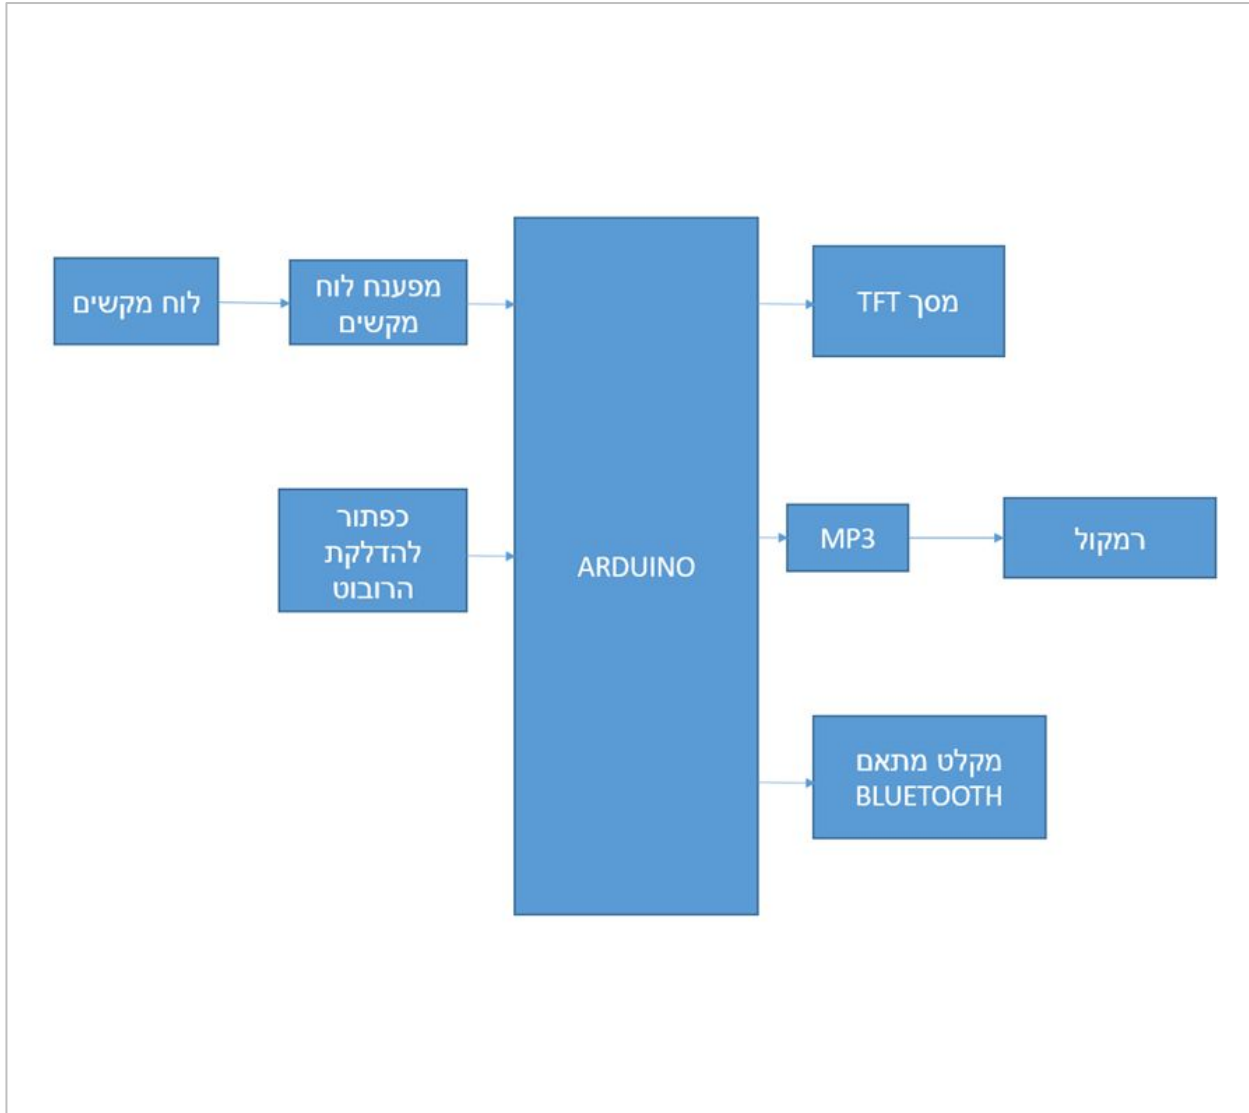 לוח מקשים
מפענח לוח
מקשים
מסך TFT
כפתור
להדלקת
הרובוט
ARDUINO
MP3
רמקול
מקלט מתאם
BLUETOOTH